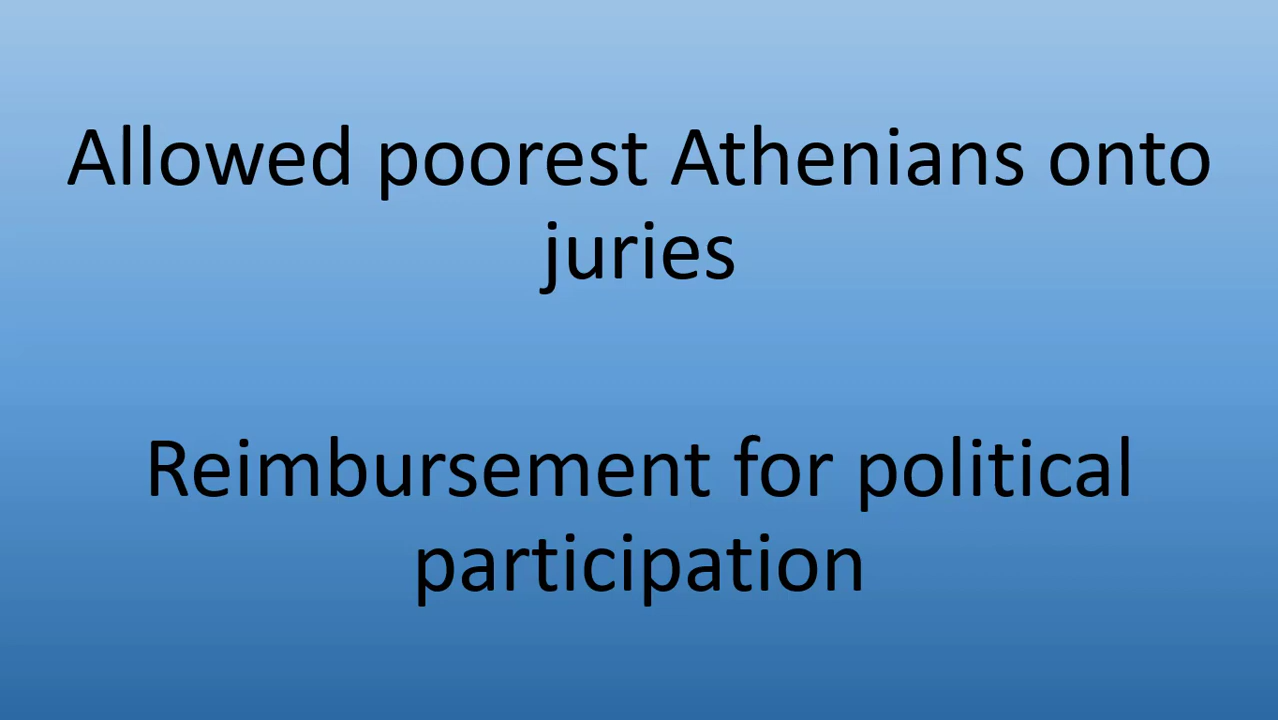 Allowed poorest Athenians onto
juries
Reimbursement for political
participation